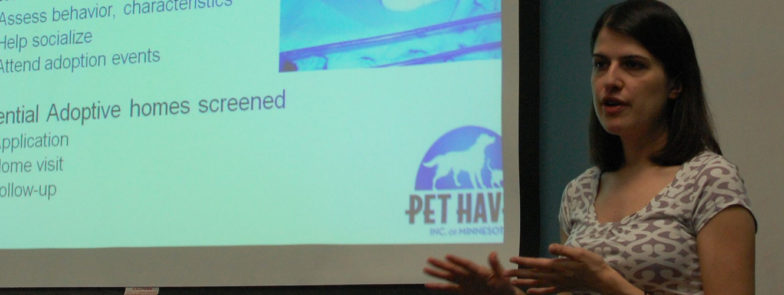 Assess behavior, characteristics
Help socialize
Attend adoption events
ential Adoptive homes screened
pplication
ome visit
ollow-up
PET HAV
INC. OF MINNESOT